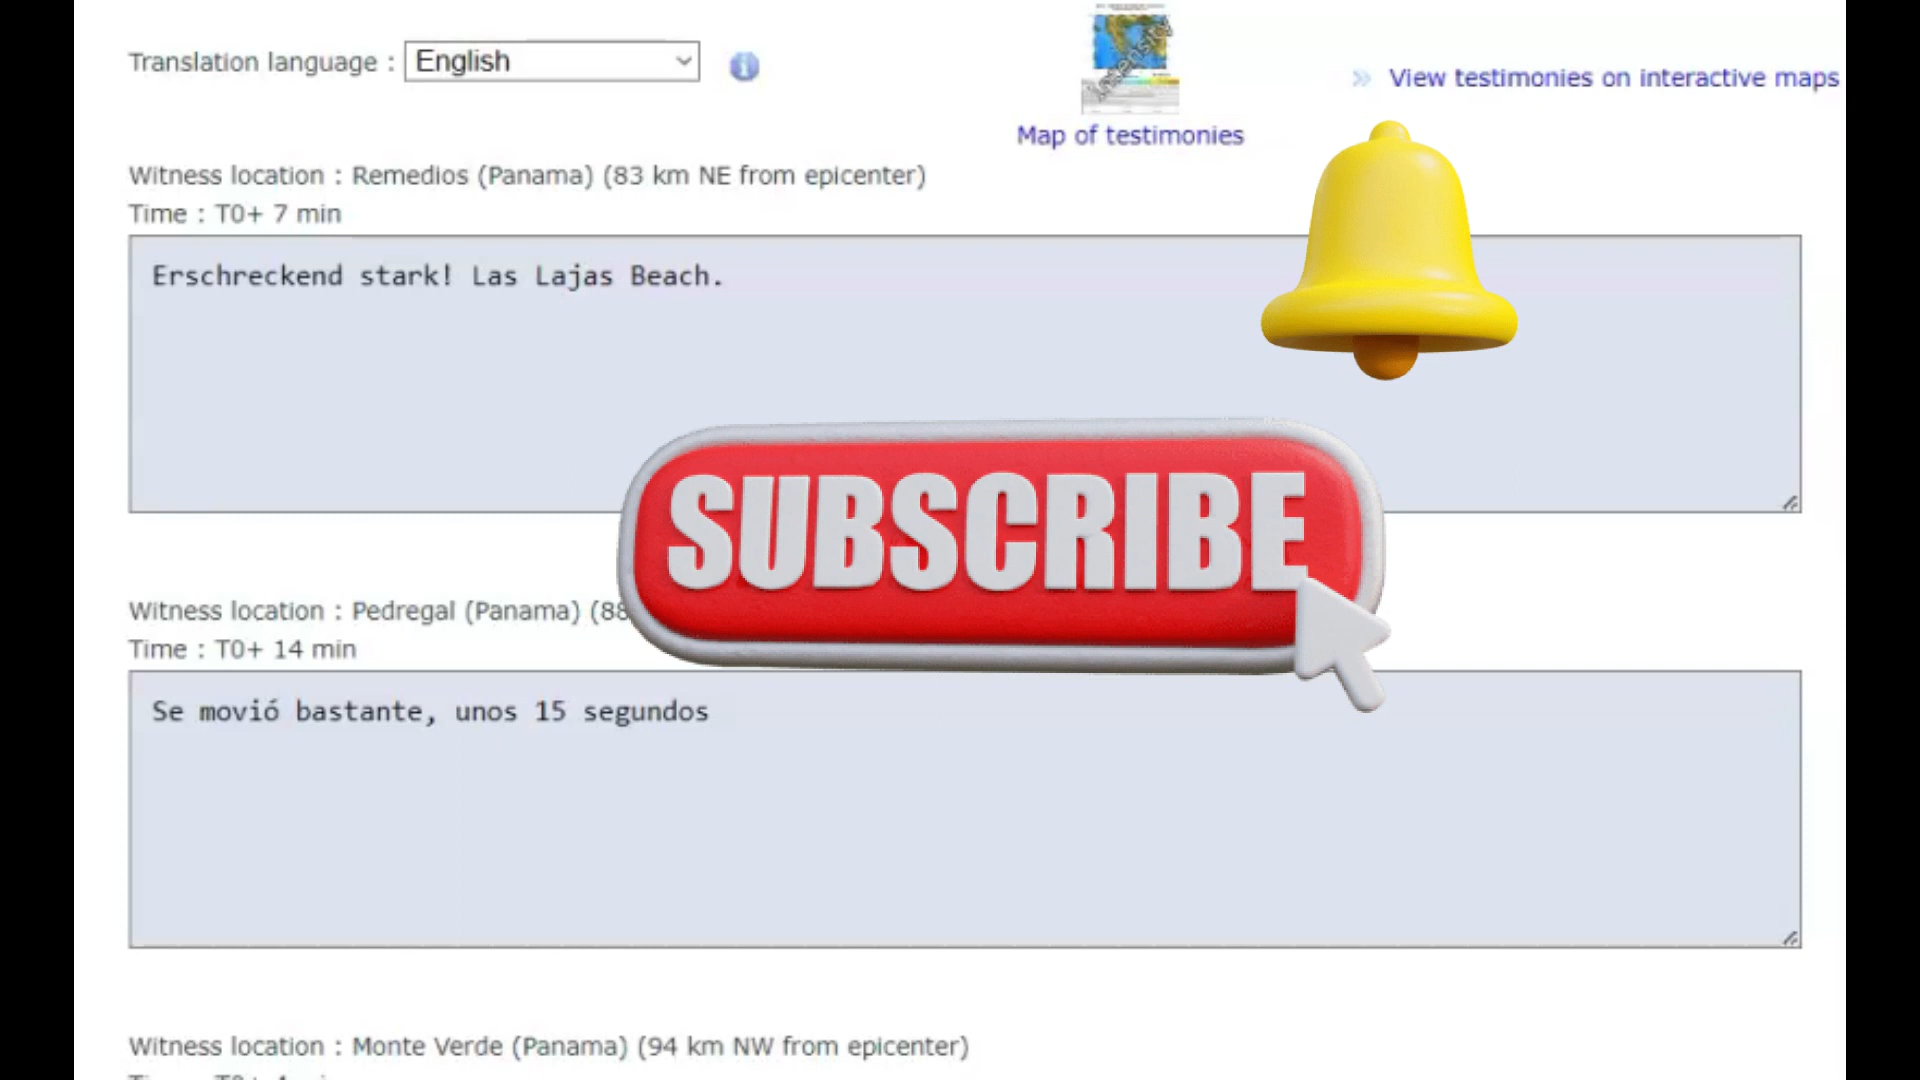 Translation language : English
View testimonies on interactive maps
Map of testimonies
Witness location : Remedios (Panama) (83 km NE from epicenter)
Time : T0+ 7 min
Erschreckend stark! Las Lajas Beach.
SUBSCRIBE
Witness location : Pedregal (Panama) (88
Time : T0+ 14 min
Se movió bastante, unos 15 segundos
Witness location : Monte Verde (Panama) (94 km NW from epicenter)